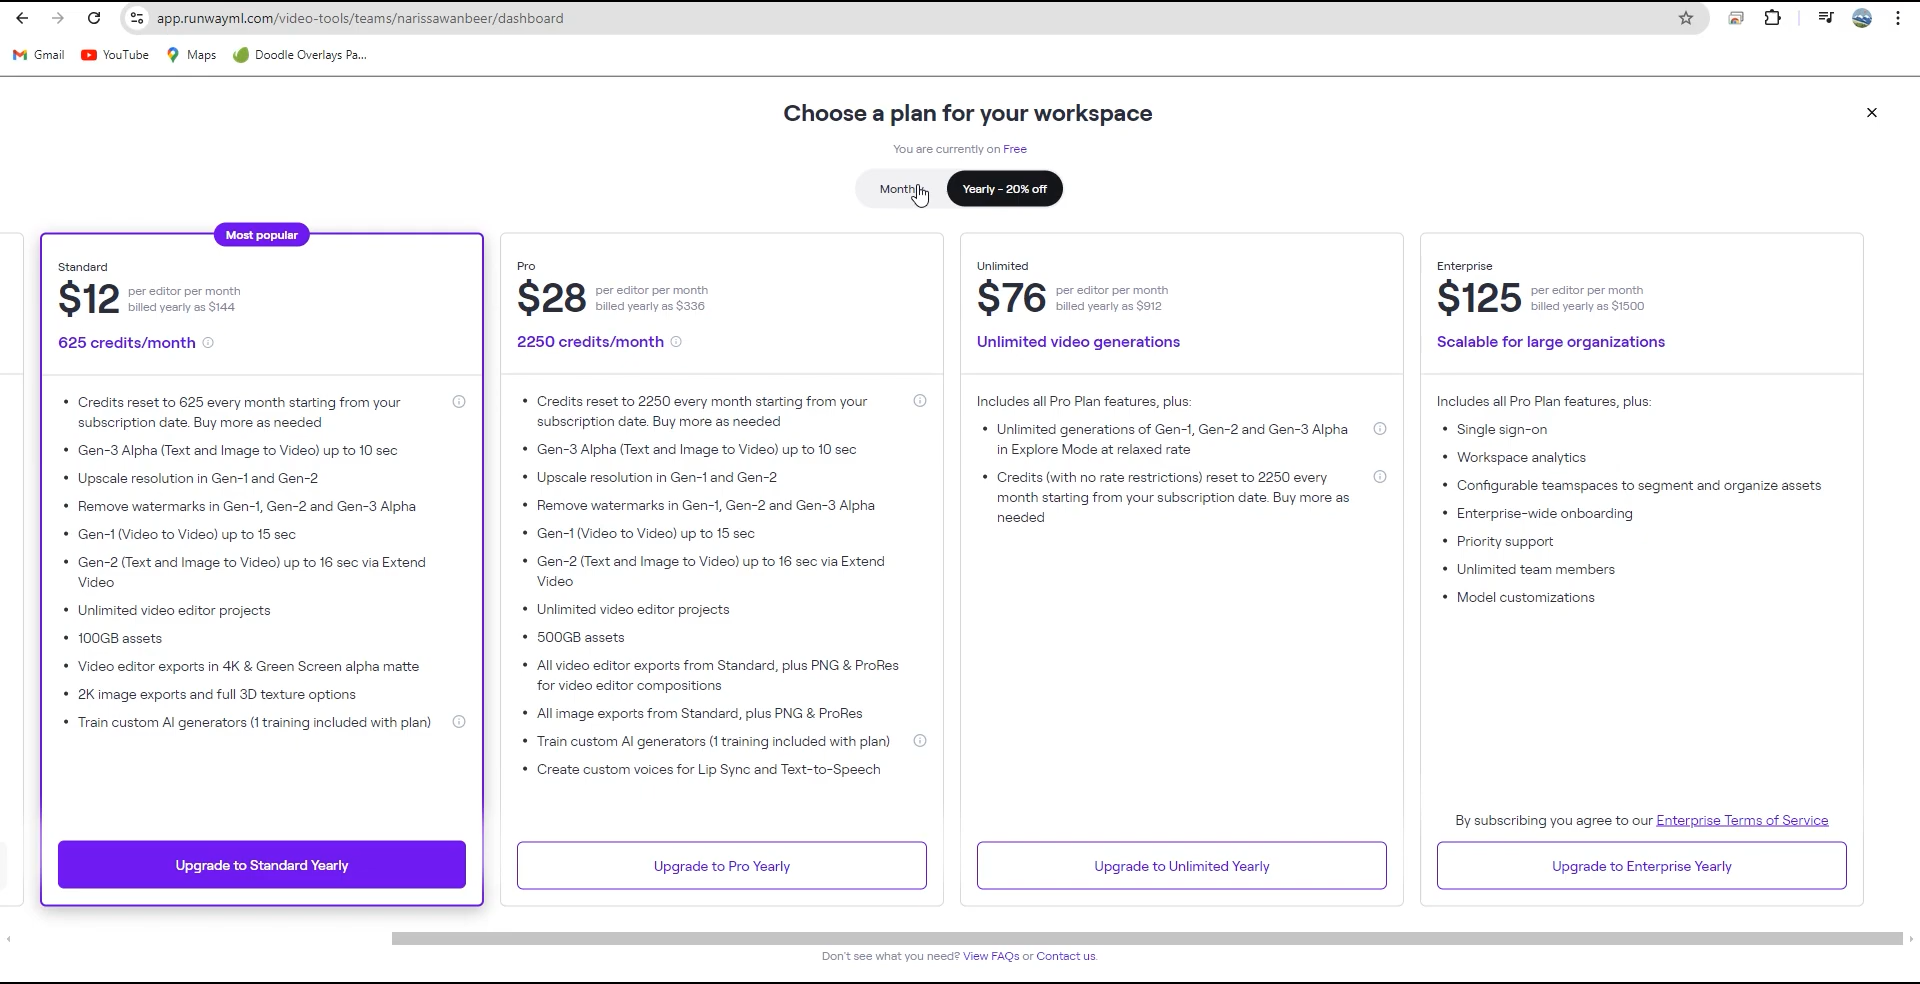 app.runwayml.com/video-tools/teams/narissawanbeer/dashboard
Gmail YouTube Maps Doodle Overlays Pa...
Choose a plan for your workspace
You are currently on Free
Yearly - 20% off
Most popular
Standard
$12 per editor per month
billed yearly as $144
625 credits/month
• Credits reset to 625 every month starting from your
subscription date. Buy more as needed
• Gen-3 Alpha (Text and Image to Video) up to 10 sec
• Upscale resolution in Gen-1 and Gen-2
• Remove watermarks in Gen-1, Gen-2 and Gen-3 Alpha
• Gen-1 (Video to Video) up to 15 sec
• Gen-2 (Text and Image to Video) up to 16 sec via Extend
Video
• Unlimited video editor projects
• 100GB assets
• Video editor exports in 4K & Green Screen alpha matte
• 2K image exports and full 3D texture options
• Train custom AI generators (1 training included with plan)
Upgrade to Standard Yearly
Pro
$28 per editor per month
billed yearly as $336
2250 credits/month
• Credits reset to 2250 every month starting from your
subscription date. Buy more as needed
• Gen-3 Alpha (Text and Image to Video) up to 10 sec
• Upscale resolution in Gen-1 and Gen-2
• Remove watermarks in Gen-1, Gen-2 and Gen-3 Alpha
• Gen-1 (Video to Video) up to 15 sec
• Gen-2 (Text and Image to Video) up to 16 sec via Extend
Video
• Unlimited video editor projects
• 500GB assets
• All video editor exports from Standard, plus PNG & ProRes
for video editor compositions
• All image exports from Standard, plus PNG & ProRes
• Train custom AI generators (1 training included with plan)
• Create custom voices for Lip Sync and Text-to-Speech
Upgrade to Pro Yearly
Unlimited
$76 per editor per month
billed yearly as $912
Unlimited video generations
Includes all Pro Plan features, plus:
• Unlimited generations of Gen-1, Gen-2 and Gen-3 Alpha
in Explore Mode at relaxed rate
• Credits (with no rate restrictions) reset to 2250 every
month starting from your subscription date. Buy more as
needed
Upgrade to Unlimited Yearly
Enterprise
$125 per editor per month
billed yearly as $1500
Scalable for large organizations
Includes all Pro Plan features, plus:
• Single sign-on
• Workspace analytics
• Configurable teamspaces to segment and organize assets
• Enterprise-wide onboarding
• Priority support
• Unlimited team members
• Model customizations
By subscribing you agree to our Enterprise Terms of Service
Upgrade to Enterprise Yearly
Don't see what you need? View FAQs or Contact us.